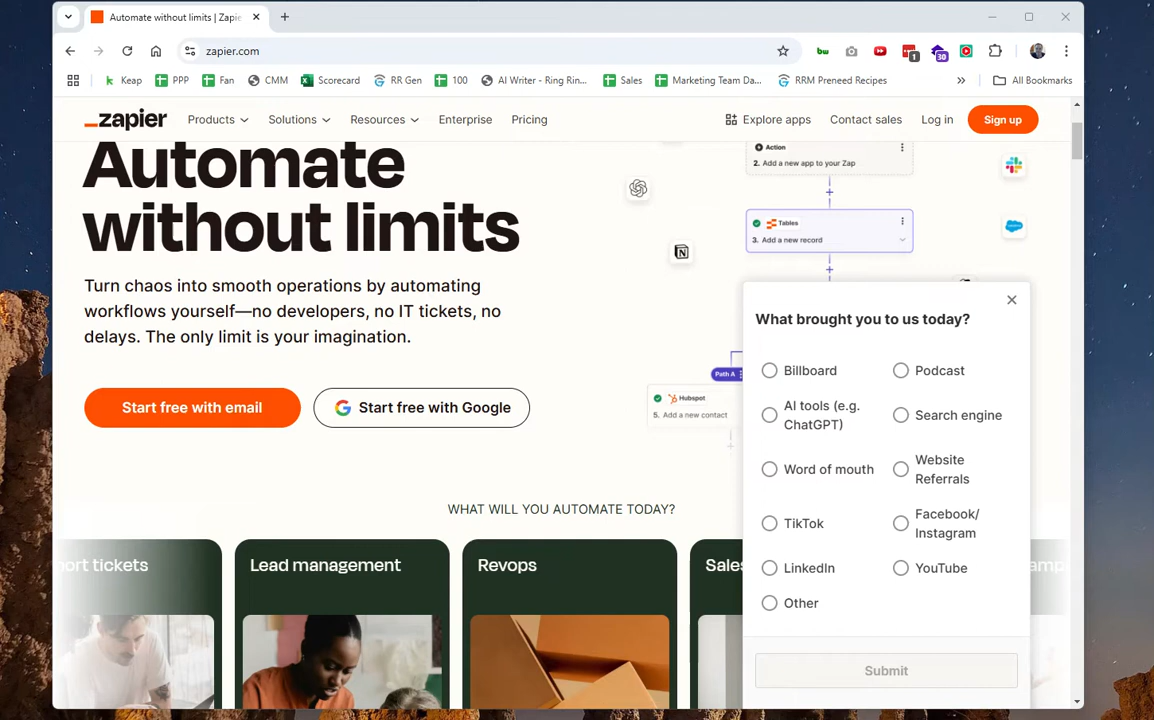 Automate without limits | Zapie
zapier.com
1
30
Keap
PPP
Fan
CMM
Scorecard
RR Gen
100
AI Writer - Ring Rin...
Sales
Marketing Team Da...
RRM Preneed Recipes
»
All Bookmarks
zapier
Products
Solutions
Resources
Enterprise
Pricing
Explore apps
Contact sales
Log in
Sign up
Automate
without limits
Turn chaos into smooth operations by automating
workflows yourself—no developers, no IT tickets, no
delays. The only limit is your imagination.
Start free with email
Start free with Google
Action
2. Add a new app to your Zap
Tables
3. Add a new record
Path A
Hubspot
5. Add a new contact
What brought you to us today?
Billboard
Podcast
AI tools (e.g.
ChatGPT)
Search engine
Word of mouth
Website
Referrals
TikTok
Facebook/
Instagram
LinkedIn
YouTube
Other
Submit
WHAT WILL YOU AUTOMATE TODAY?
ort tickets
Lead management
Revops
Sales